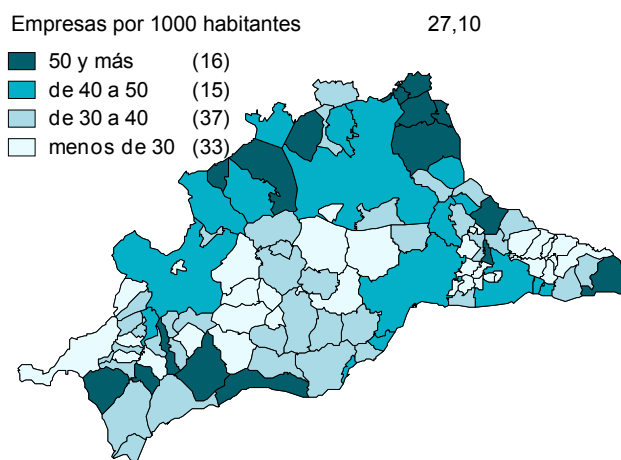 Empresas por 1000 habitantes 27,10
50 y más (16)
de 40 a 50 (15)
de 30 a 40 (37)
menos de 30 (33)